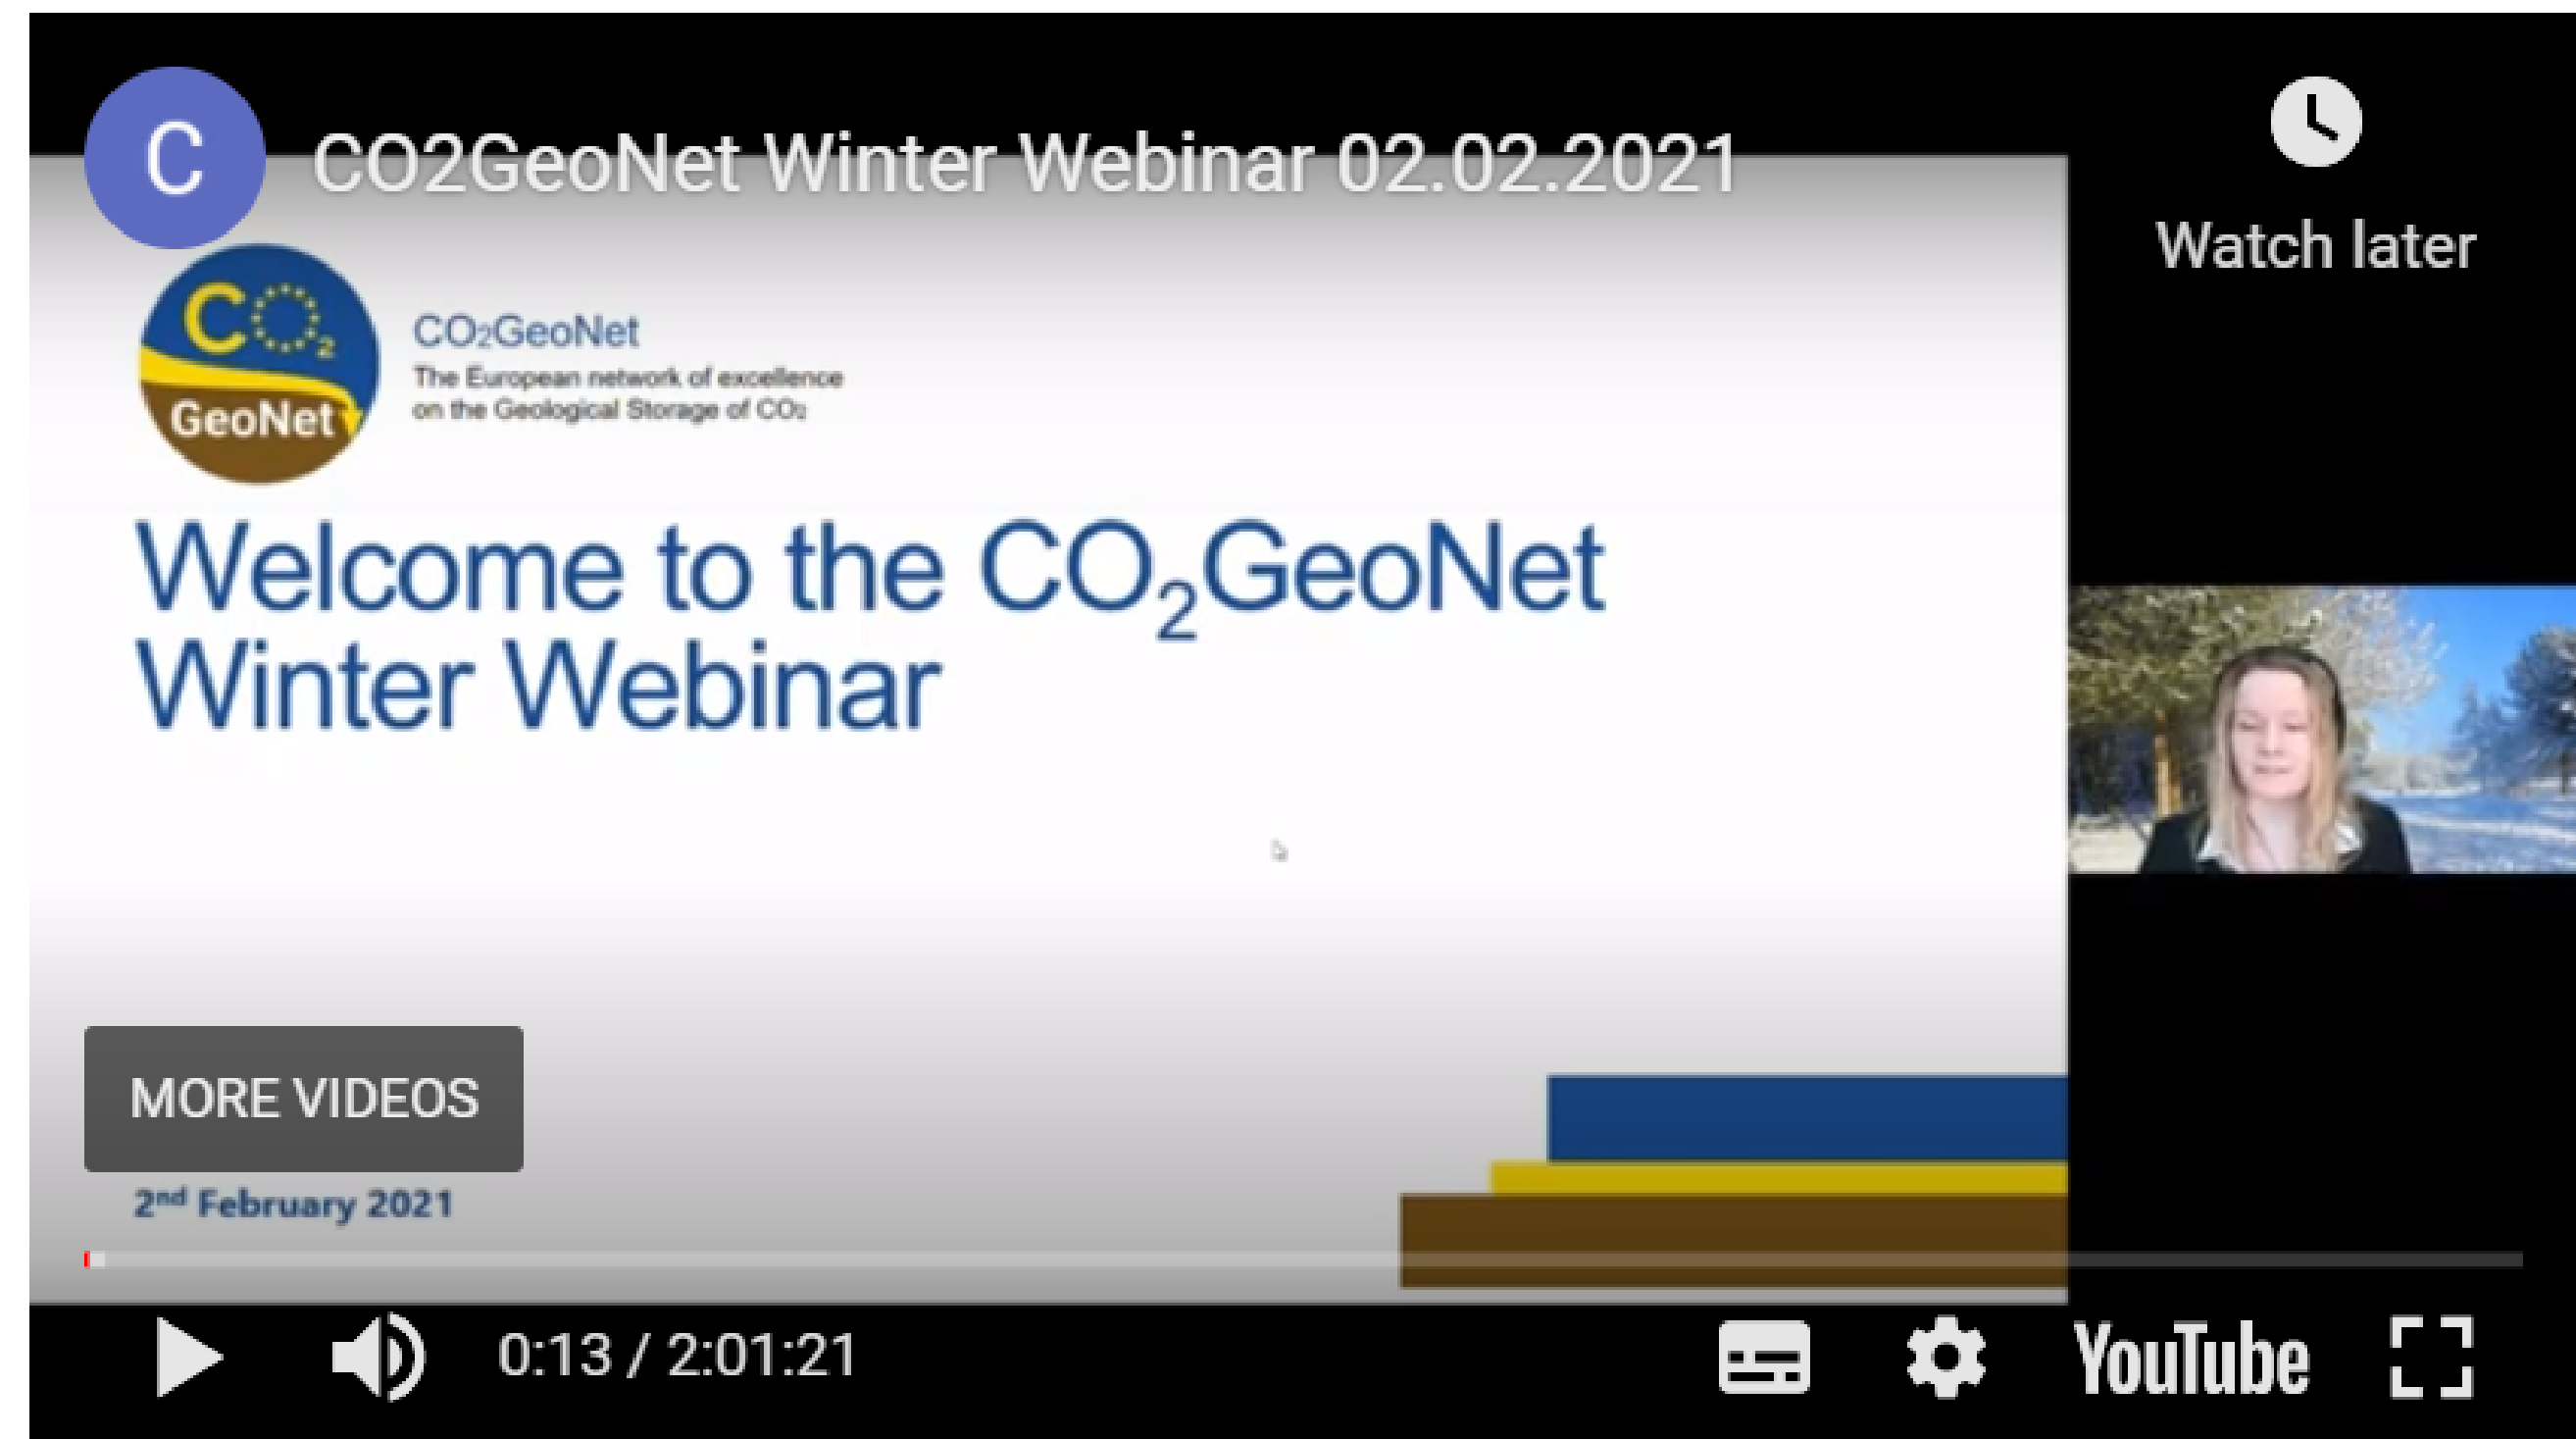 C
CO2GeoNet Winter Webinar 02.02.2021
Watch later
CO2
GeoNet
CO₂GeoNet
The European network of excellence
on the Geological Storage of CO₂
Welcome to the CO₂GeoNet
Winter Webinar
MORE VIDEOS
2nd February 2021
0:13 / 2:01:21
YouTube